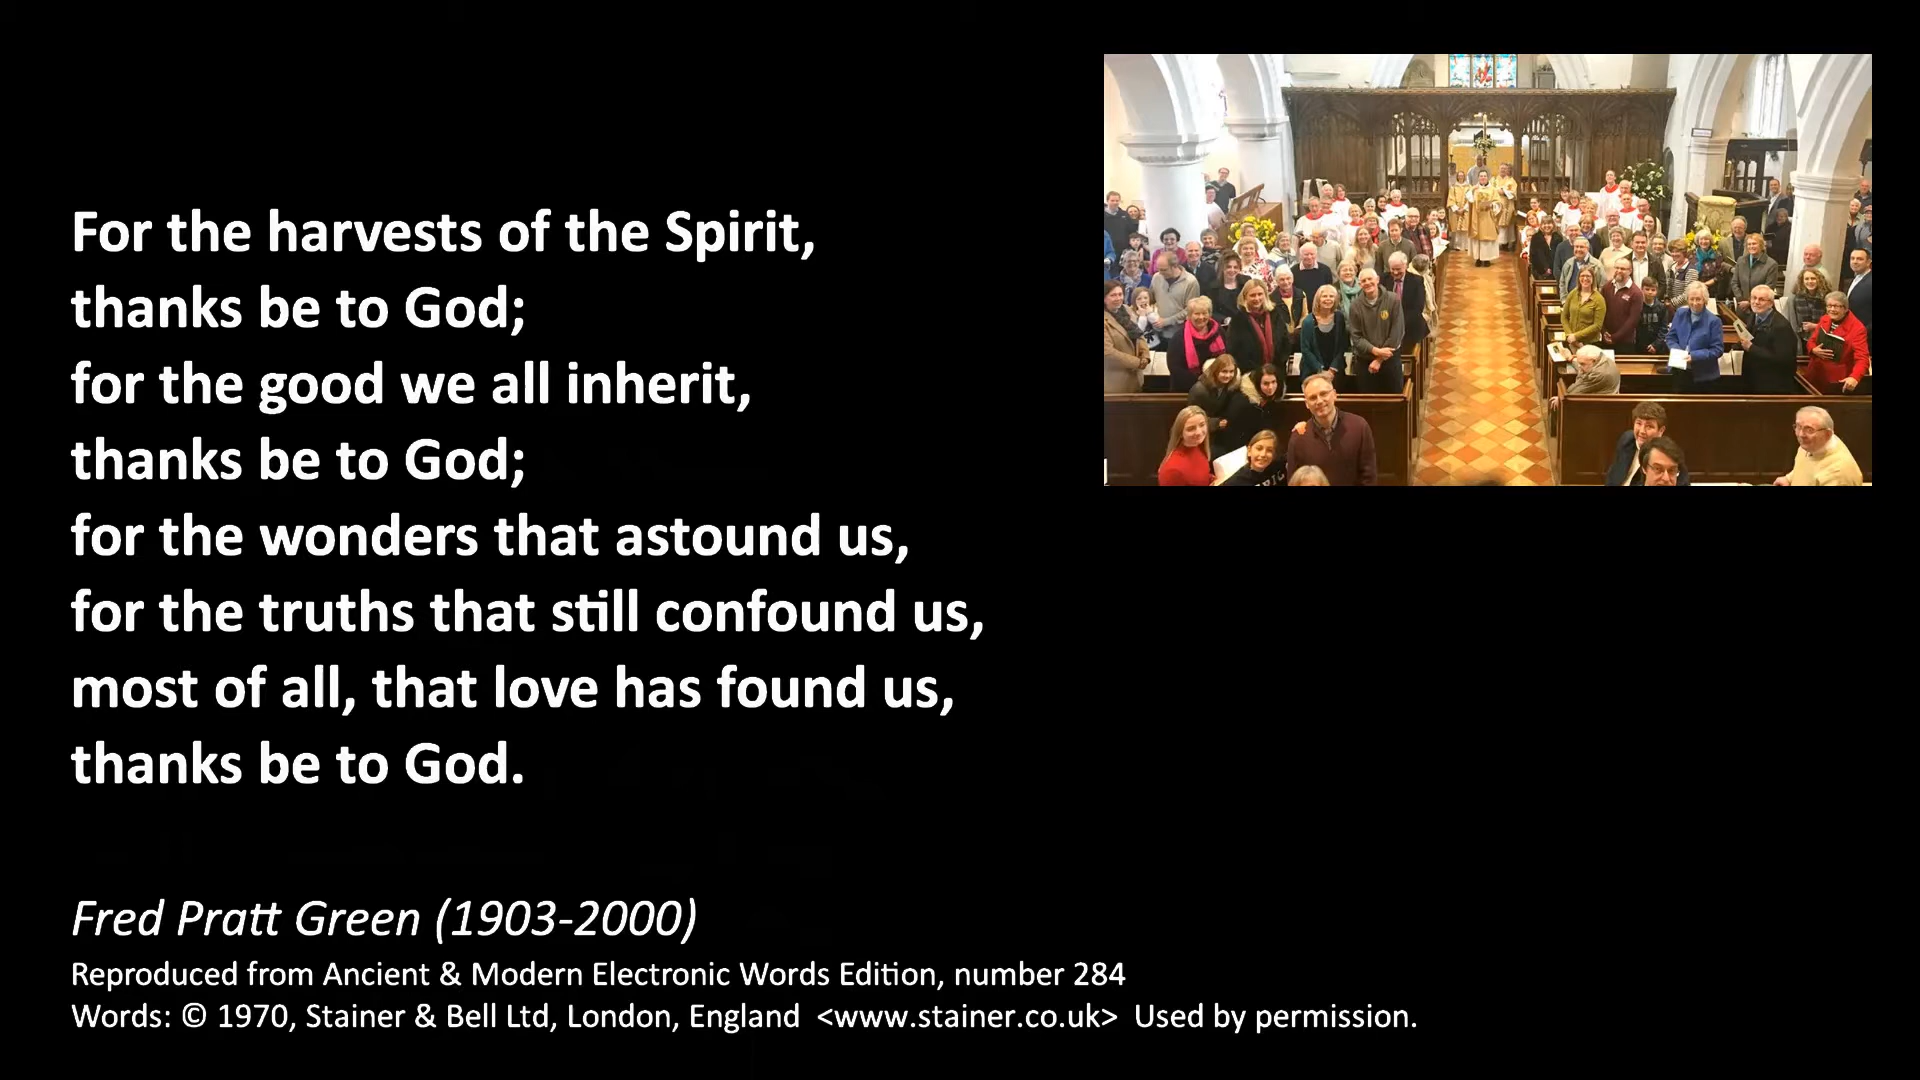 For the harvests of the Spirit,
thanks be to God;
for the good we all inherit,
thanks be to God;
for the wonders that astound us,
for the truths that still confound us,
most of all, that love has found us,
thanks be to God.
Fred Pratt Green (1903-2000)
Reproduced from Ancient & Modern Electronic Words Edition, number 284
Words: © 1970, Stainer & Bell Ltd, London, England <www.stainer.co.uk> Used by permission.